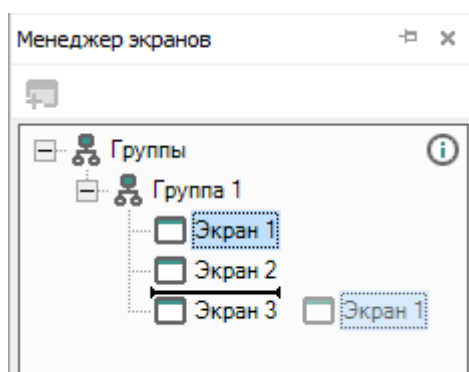 Менеджер экранов
Группы
Группа 1
Экран 1
Экран 2
Экран 3 Экран 1